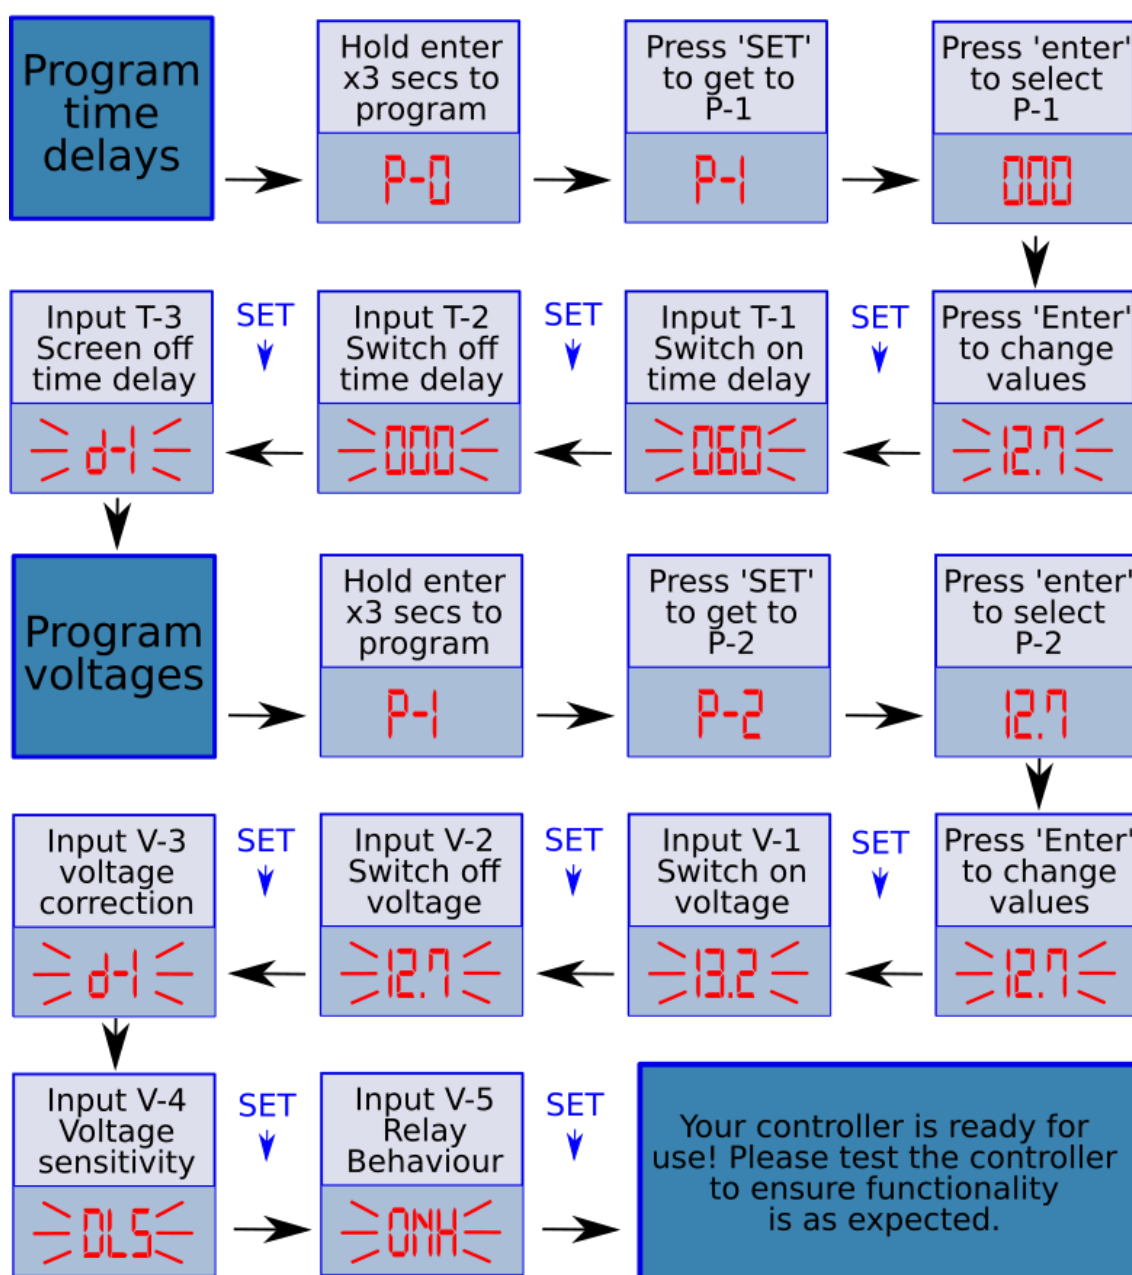 Program
time
delays
Hold enter
x3 secs to
program
P-0
Press 'SET'
to get to
P-1
P-1
Press 'enter'
to select
P-1
000
Press 'Enter'
to change
values
12.7
SET
Input T-1
Switch on
time delay
060
SET
Input T-2
Switch off
time delay
000
SET
Input T-3
Screen off
time delay
d-1
Program
voltages
Hold enter
x3 secs to
program
P-1
Press 'SET'
to get to
P-2
P-2
Press 'enter'
to select
P-2
12.7
Press 'Enter'
to change
values
12.7
SET
Input V-1
Switch on
voltage
13.2
SET
Input V-2
Switch off
voltage
12.7
SET
Input V-3
voltage
correction
d-1
Input V-4
Voltage
sensitivity
DLS
SET
Input V-5
Relay
Behaviour
ONH
SET
Your controller is ready for
use! Please test the controller
to ensure functionality
is as expected.